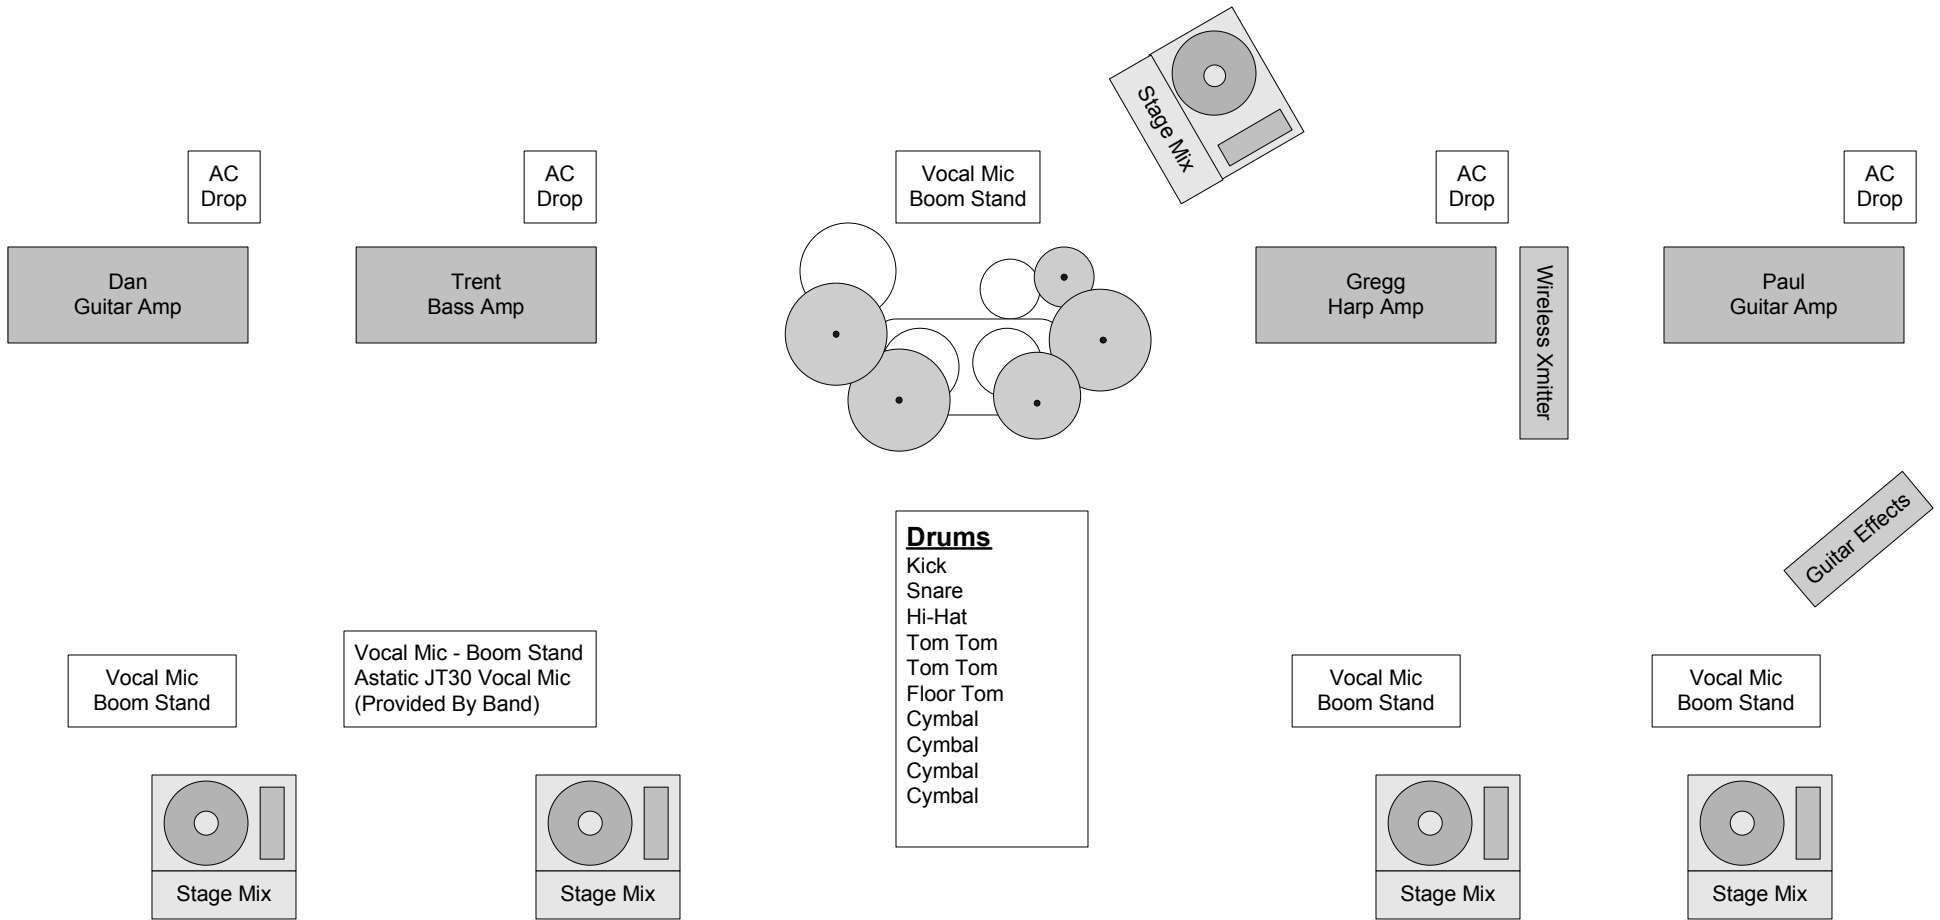 Stage Mix
AC
Drop
AC
Drop
Vocal Mic
Boom Stand
AC
Drop
AC
Drop
Dan
Guitar Amp
Trent
Bass Amp
Gregg
Harp Amp
Wireless Xmitter
Paul
Guitar Amp
Guitar Effects
Drums
Kick
Snare
Hi-Hat
Tom Tom
Tom Tom
Floor Tom
Cymbal
Cymbal
Cymbal
Cymbal
Vocal Mic
Boom Stand
Vocal Mic - Boom Stand
Astatic JT30 Vocal Mic
(Provided By Band)
Vocal Mic
Boom Stand
Vocal Mic
Boom Stand
Stage Mix
Stage Mix
Stage Mix
Stage Mix